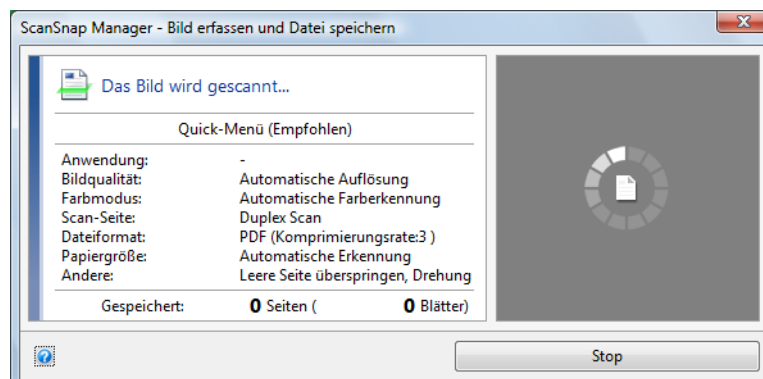 ScanSnap Manager - Bild erfassen und Datei speichern
Das Bild wird gescannt...
Quick-Menü (Empfohlen)
Anwendung: -
Bildqualität: Automatische Auflösung
Farbmodus: Automatische Farberkennung
Scan-Seite: Duplex Scan
Dateiformat: PDF (Komprimierungsrate:3 )
Papiergröße: Automatische Erkennung
Andere: Leere Seite überspringen, Drehung
Gespeichert: 0 Seiten ( 0 Blätter)
Stop